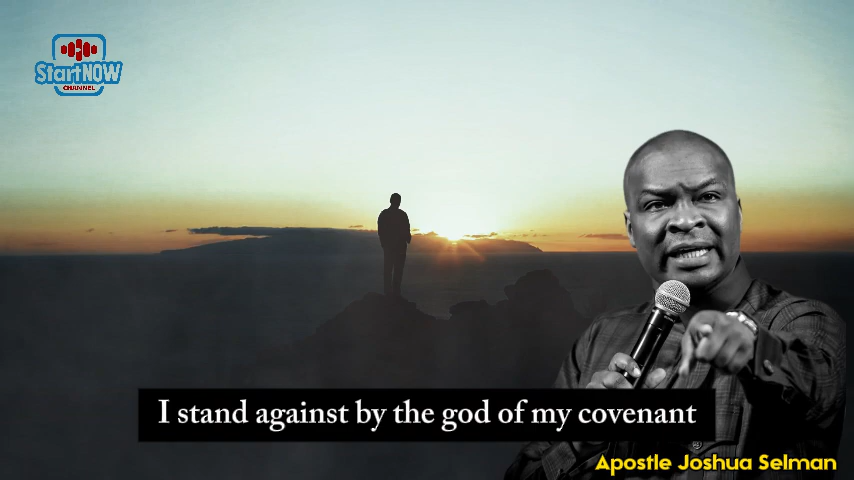 StartNOW
CHANNEL
I stand against by the god of my covenant
Apostle Joshua Selman